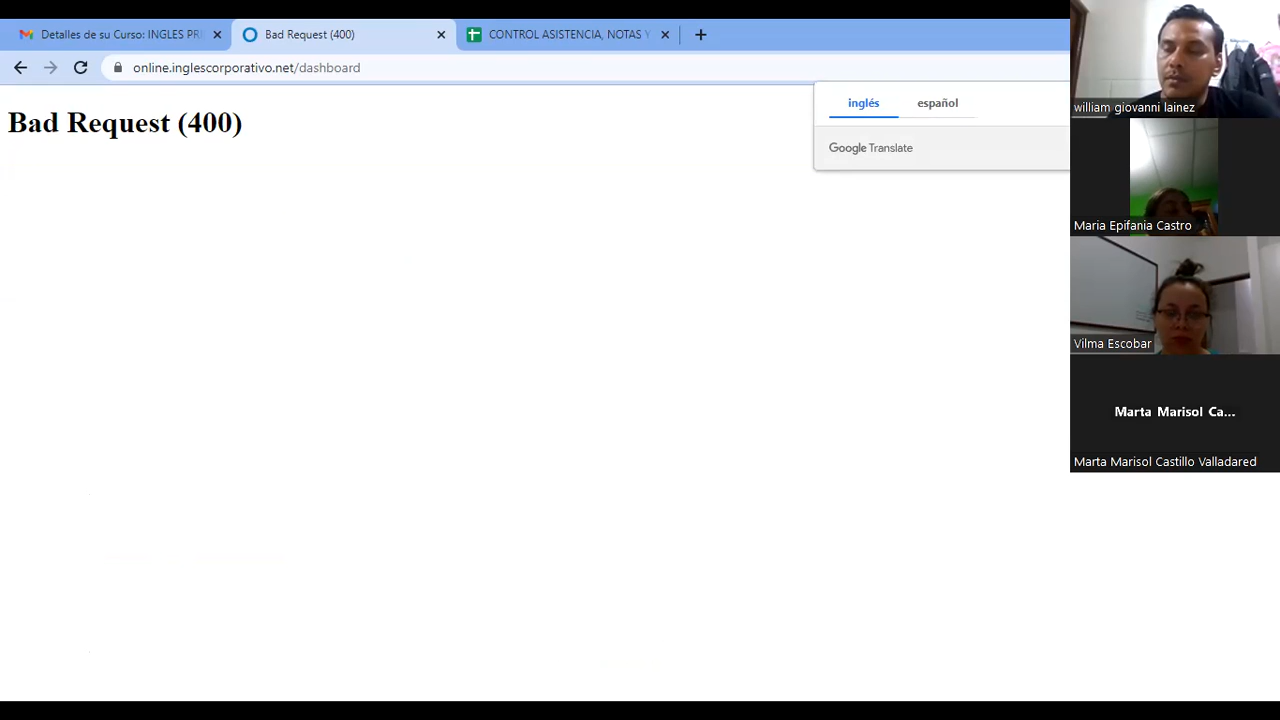 Detalles de su Curso: INGLES PRI
Bad Request (400)
CONTROL ASISTENCIA, NOTAS Y
online.inglescorporativo.net/dashboard
inglés
español
Google Translate
Bad Request (400)
william giovanni lainez
Maria Epifania Castro
Vilma Escobar
Marta Marisol Ca...
Marta Marisol Castillo Valladared